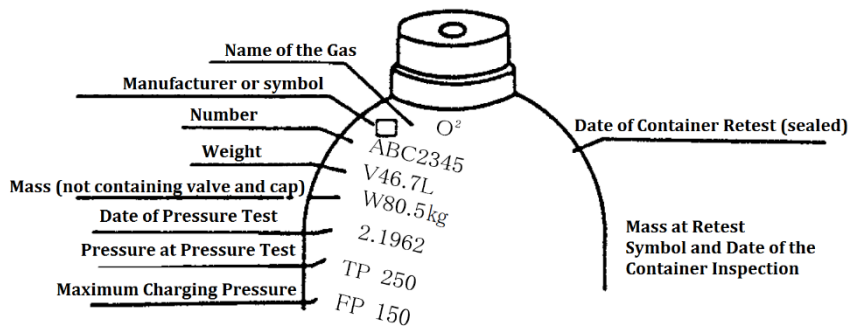 Name of the Gas
Manufacturer or symbol
Number
Weight
Mass (not containing valve and cap)
Date of Pressure Test
Pressure at Pressure Test
Maximum Charging Pressure
O²
ABC2345
V46.7L
W80.5kg
2.1962
TP 250
FP 150
Date of Container Retest (sealed)
Mass at Retest
Symbol and Date of the
Container Inspection